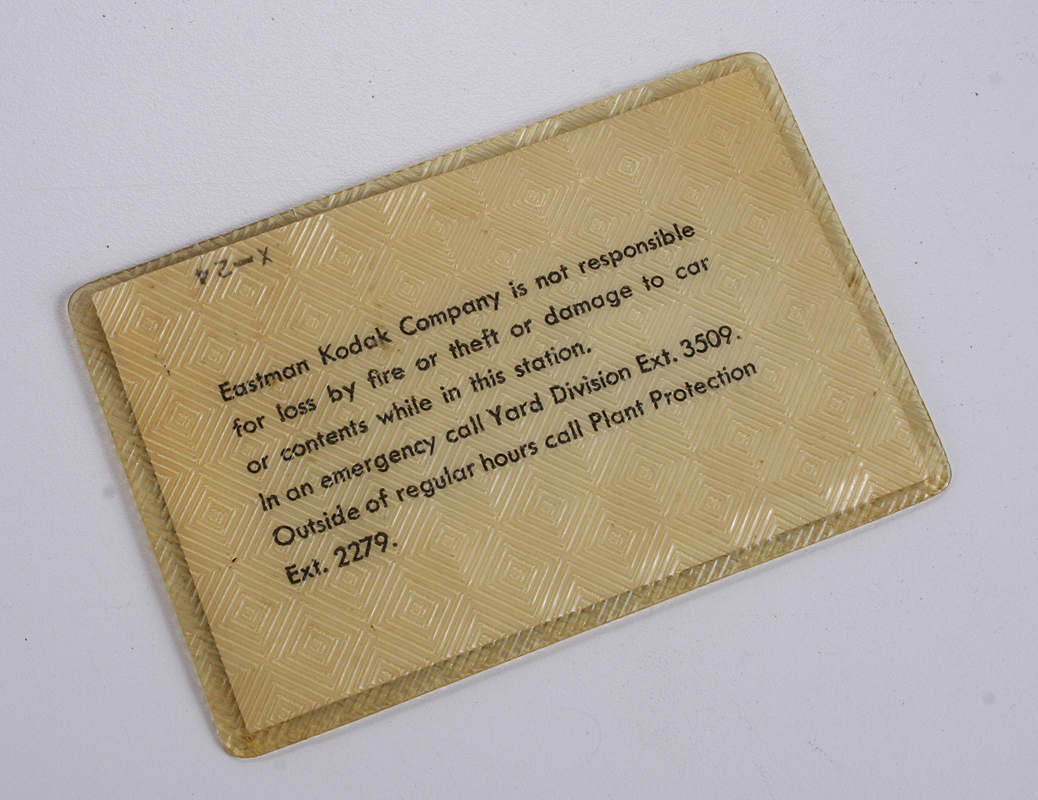 X-24
Eastman Kodak Company is not responsible
for loss by fire or theft or damage to car
or contents while in this station.
In an emergency call Yard Division Ext. 3509.
Outside of regular hours call Plant Protection
Ext. 2279.